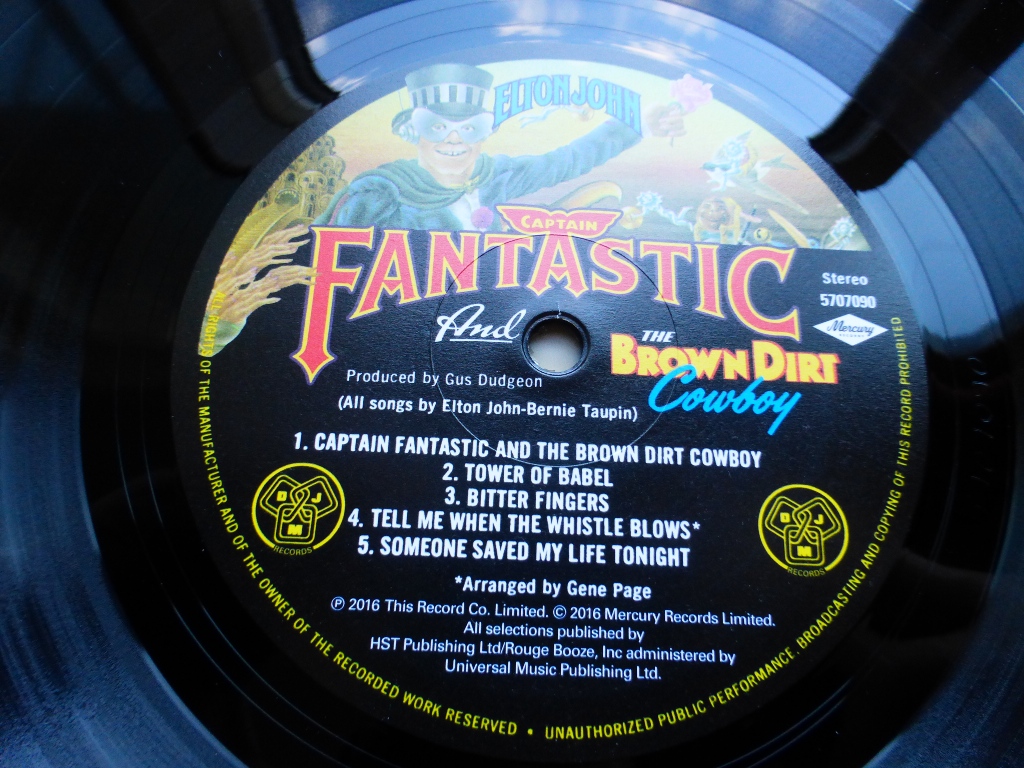 ELTON JOHN
CAPTAIN
FANTASTIC
And
THE
BROWN DIRT
Cowboy
Stereo
5707090
Mercury
RECORDS
Produced by Gus Dudgeon
(All songs by Elton John-Bernie Taupin)
1. CAPTAIN FANTASTIC AND THE BROWN DIRT COWBOY
2. TOWER OF BABEL
3. BITTER FINGERS
4. TELL ME WHEN THE WHISTLE BLOWS*
5. SOMEONE SAVED MY LIFE TONIGHT
*Arranged by Gene Page
DJM
RECORDS
DJM
RECORDS
℗ 2016 This Record Co. Limited. © 2016 Mercury Records Limited.
All selections published by
HST Publishing Ltd/Rouge Booze, Inc administered by
Universal Music Publishing Ltd.
ALL RIGHTS OF THE MANUFACTURER AND OF THE OWNER OF THE RECORDED WORK RESERVED • UNAUTHORIZED PUBLIC PERFORMANCE. BROADCASTING AND COPYING OF THIS RECORD PROHIBITED